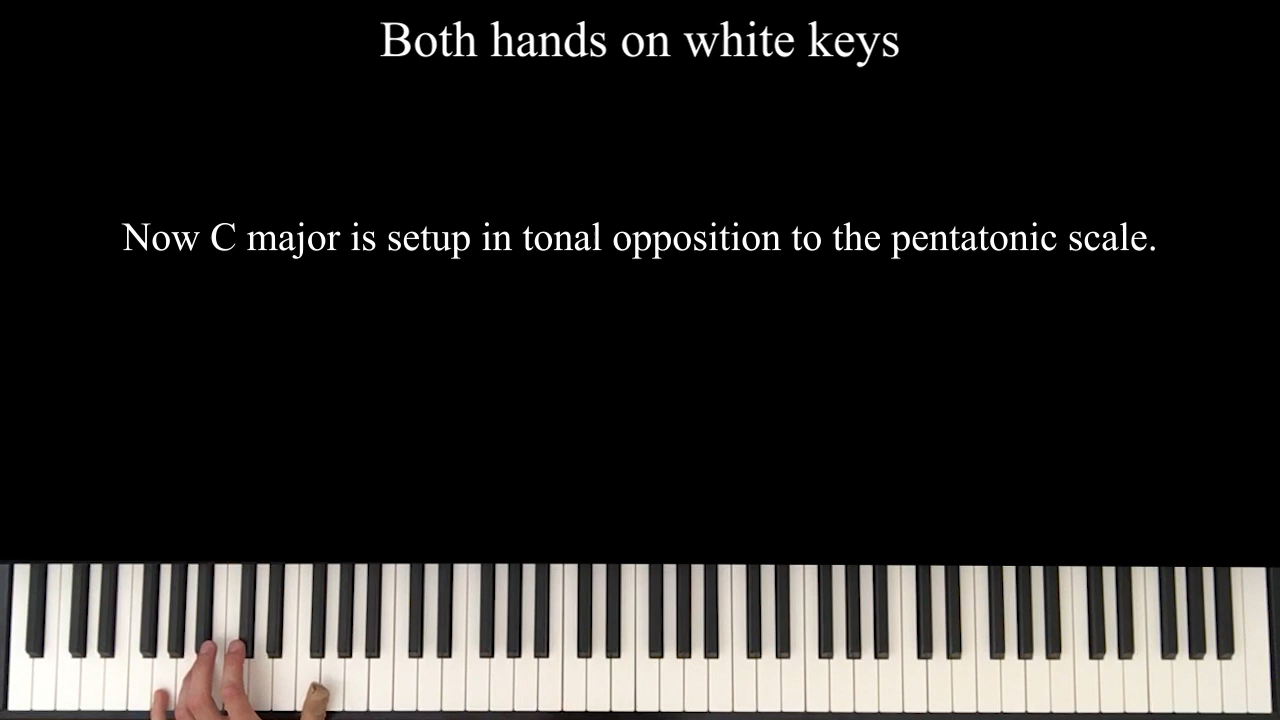 Both hands on white keys
Now C major is setup in tonal opposition to the pentatonic scale.